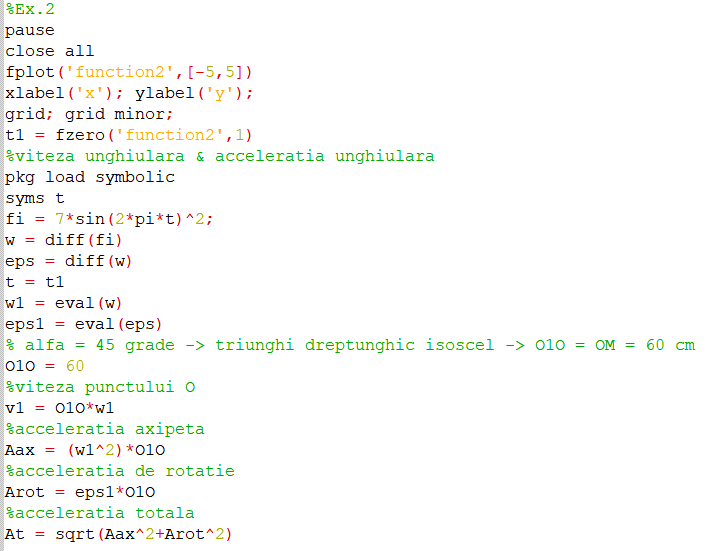 %Ex.2
pause
close all
fplot('function2',[-5,5])
xlabel('x'); ylabel('y');
grid; grid minor;
t1 = fzero('function2',1)
%viteza unghiulara & acceleratia unghiulara
pkg load symbolic
syms t
fi = 7*sin(2*pi*t)^2;
w = diff(fi)
eps = diff(w)
t = t1
w1 = eval(w)
eps1 = eval(eps)
% alfa = 45 grade -> triunghi dreptunghic isoscel -> O1O = OM = 60 cm
O1O = 60
%viteza punctului O
v1 = O1O*w1
%acceleratia axipeta
Aax = (w1^2)*O1O
%acceleratia de rotatie
Arot = eps1*O1O
%acceleratia totala
At = sqrt(Aax^2+Arot^2)